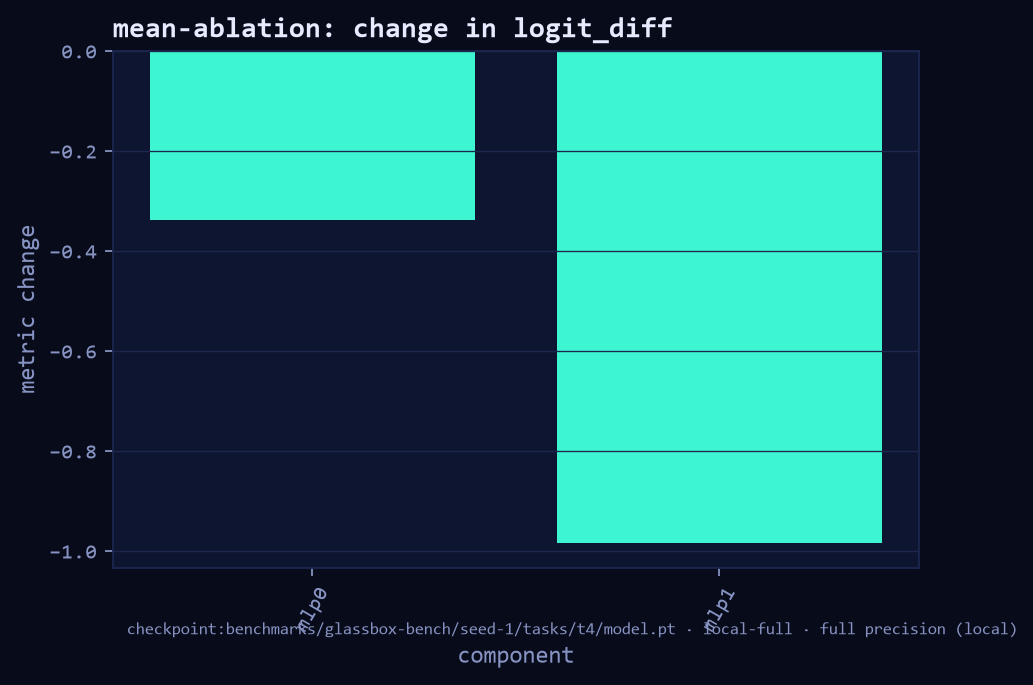 mean-ablation: change in logit_diff
0.0
−0.2
−0.4
−0.6
−0.8
−1.0
metric change
mlp0
mlp1
checkpoint:benchmarks/glassbox-bench/seed-1/tasks/t4/model.pt · local-full · full precision (local)
component